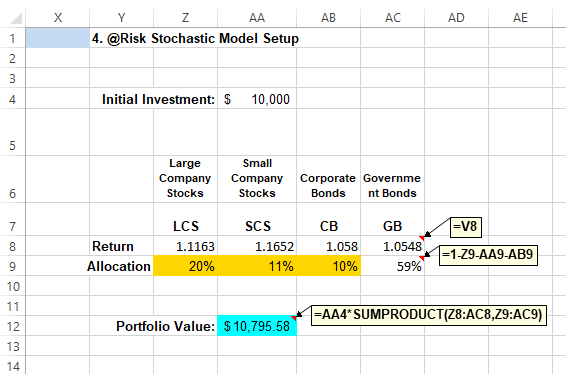 X Y Z AA AB AC AD AE
1 4. @Risk Stochastic Model Setup
2
3
4 Initial Investment: $ 10,000
5
Large Small
Company Company Corporate Governme
6 Stocks Stocks Bonds nt Bonds
7 LCS SCS CB GB =V8
8 Return 1.1163 1.1652 1.058 1.0548
9 Allocation 20% 11% 10% 59% =1-Z9-AA9-AB9
10
11
12 Portfolio Value: $10,795.58 =AA4*SUMPRODUCT(Z8:AC8,Z9:AC9)
13
14